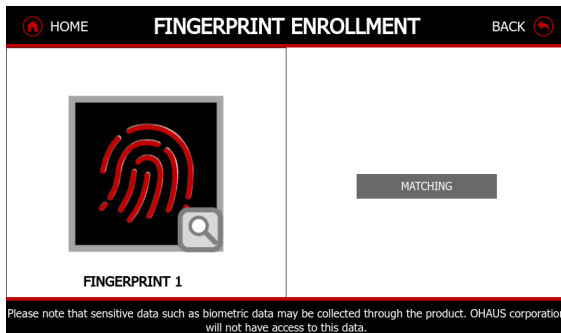 HOME
FINGERPRINT ENROLLMENT
BACK
MATCHING
FINGERPRINT 1
Please note that sensitive data such as biometric data may be collected through the product. OHAUS corporation
will not have access to this data.